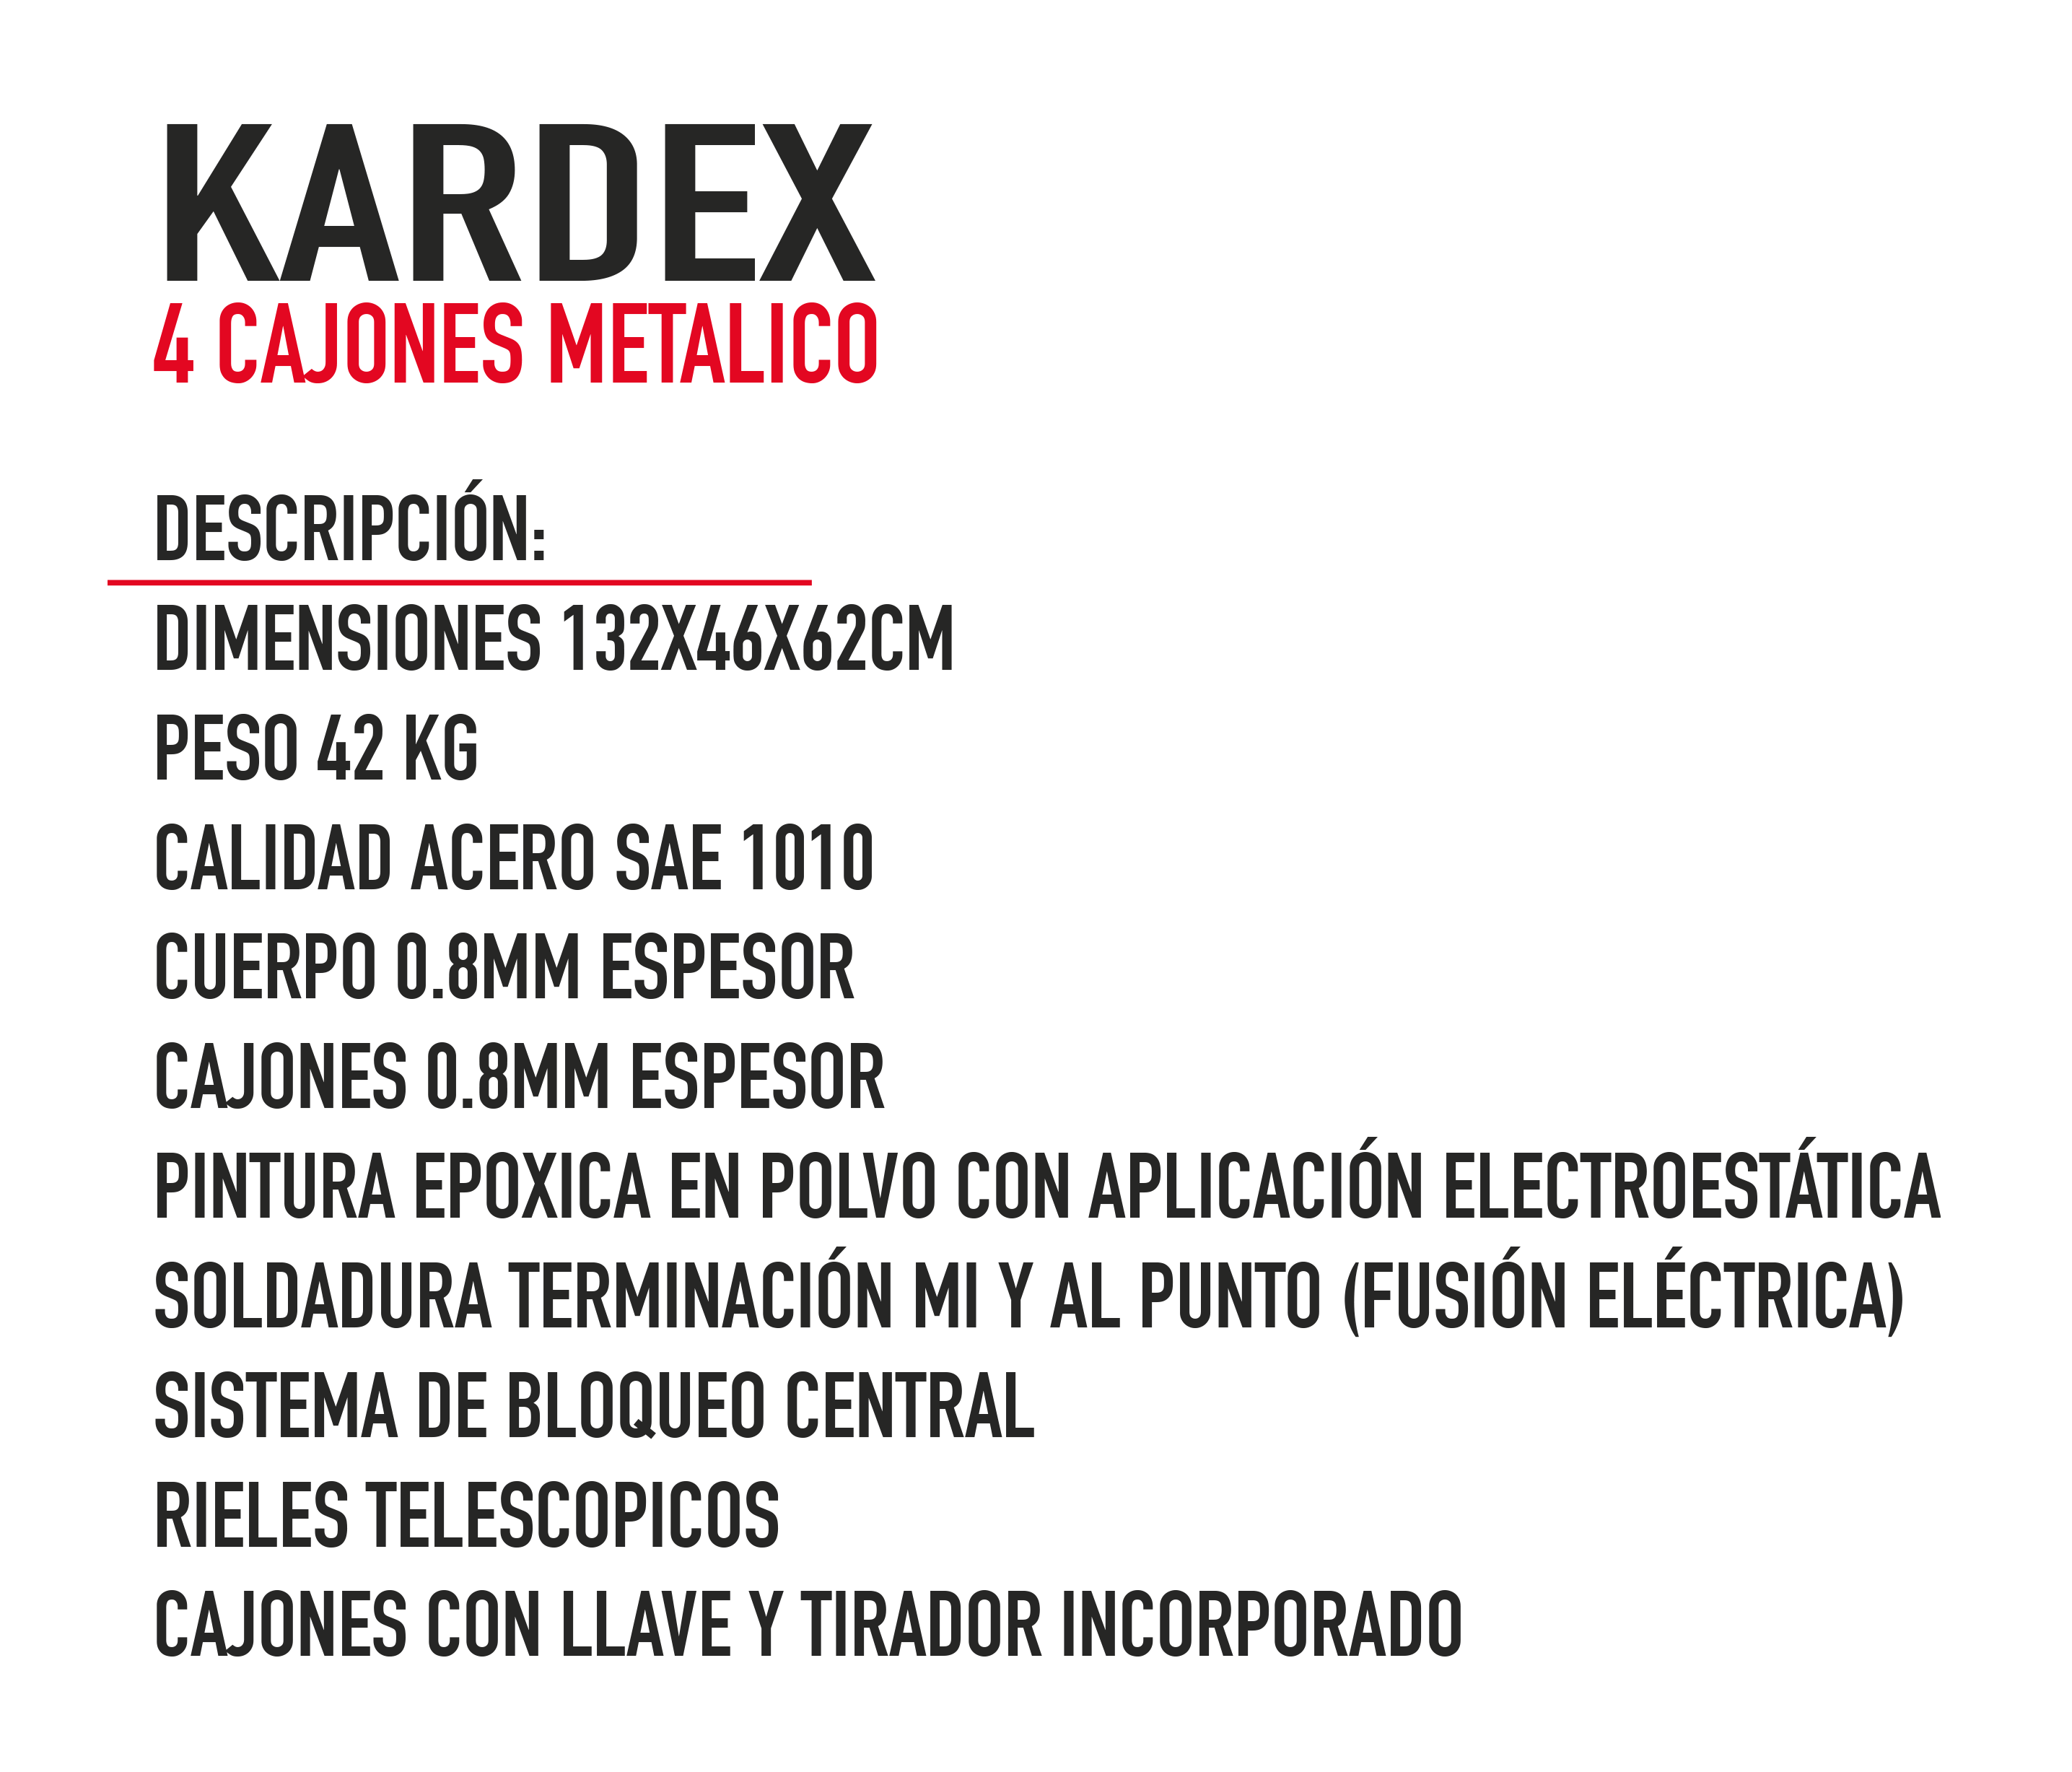 KARDEX
4 CAJONES METALICO
DESCRIPCIÓN:
DIMENSIONES 132X46X62CM
PESO 42 KG
CALIDAD ACERO SAE 1010
CUERPO 0.8MM ESPESOR
CAJONES 0.8MM ESPESOR
PINTURA EPOXICA EN POLVO CON APLICACIÓN ELECTROESTÁTICA
SOLDADURA TERMINACIÓN MI Y AL PUNTO (FUSIÓN ELÉCTRICA)
SISTEMA DE BLOQUEO CENTRAL
RIELES TELESCOPICOS
CAJONES CON LLAVE Y TIRADOR INCORPORADO